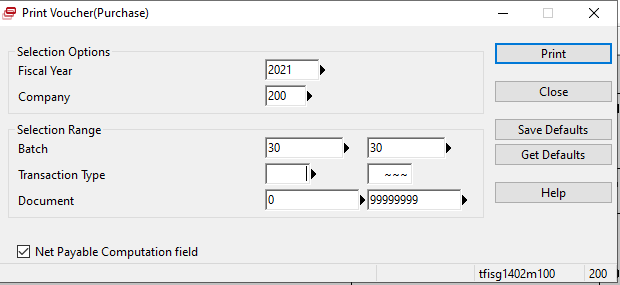 Print Voucher(Purchase)
Selection Options
Print
Fiscal Year 2021
Company 200
Close
Selection Range
Save Defaults
Batch 30 30
Get Defaults
Transaction Type ~~~
Document 0 99999999
Help
Net Payable Computation field
tfisg1402m100 200